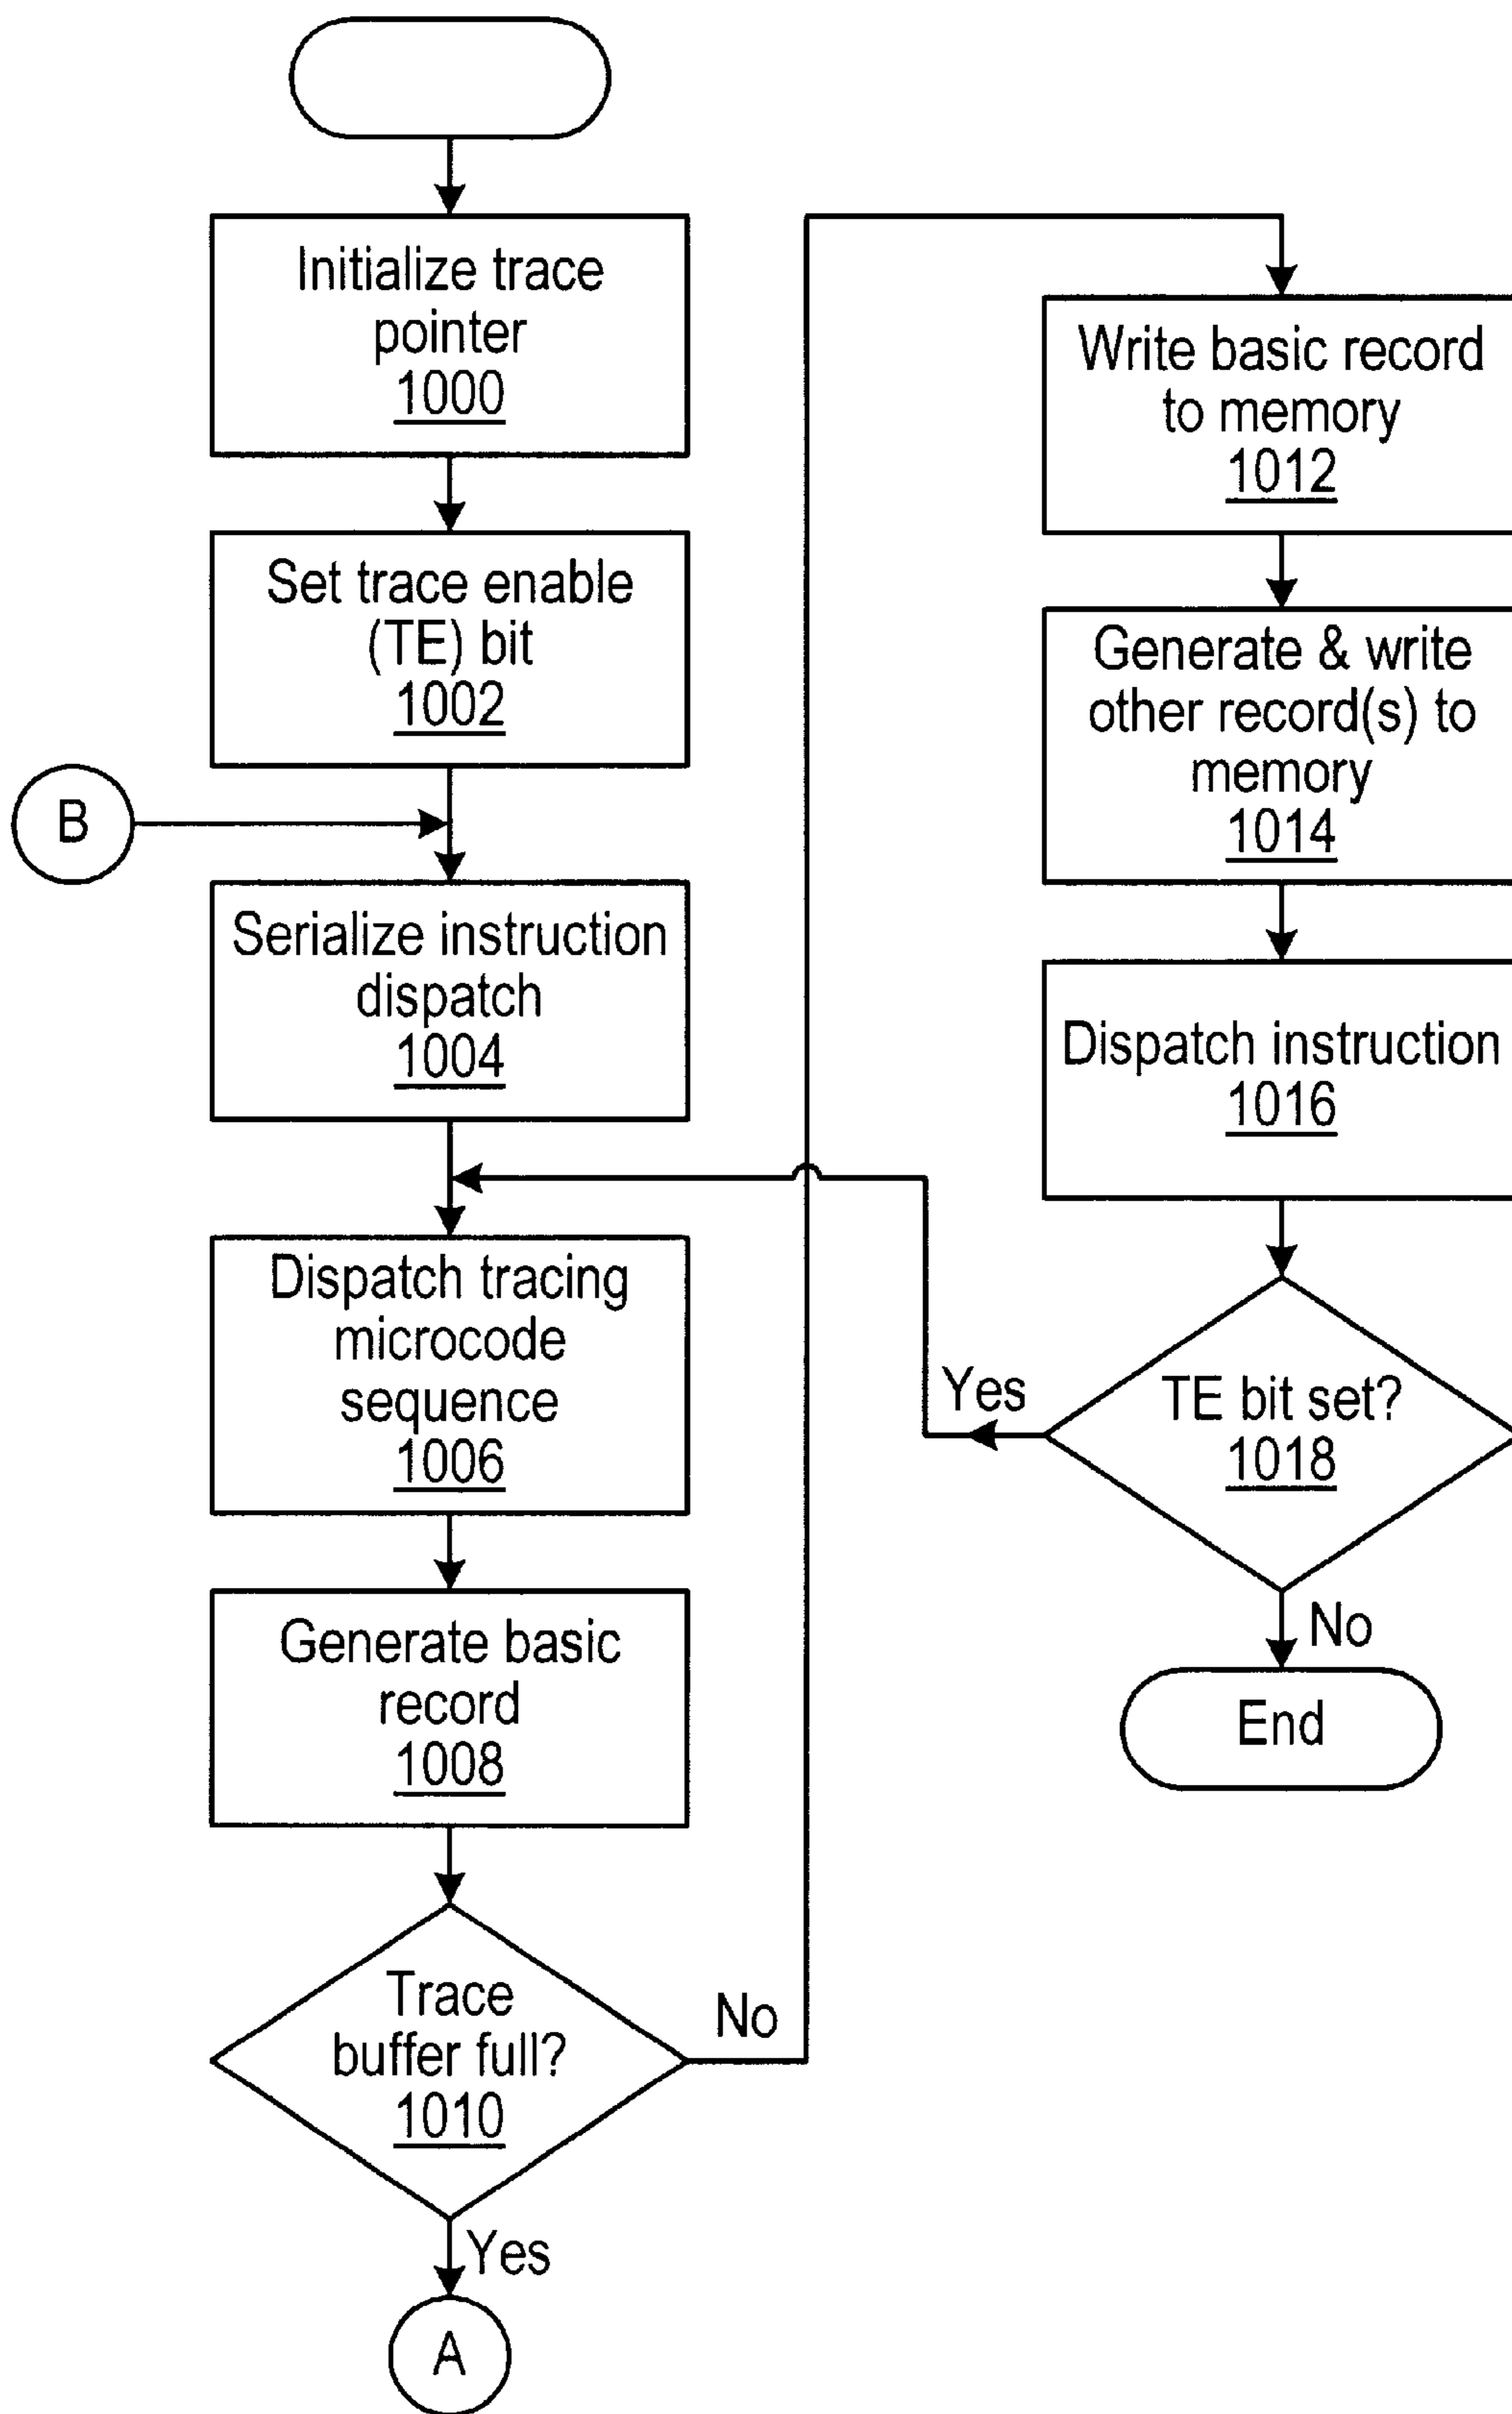 Initialize trace
pointer
1000
Set trace enable
(TE) bit
1002
B
Serialize instruction
dispatch
1004
Dispatch tracing
microcode
sequence
1006
Generate basic
record
1008
Trace
buffer full?
1010
No
Yes
A
Write basic record
to memory
1012
Generate & write
other record(s) to
memory
1014
Dispatch instruction
1016
TE bit set?
1018
Yes
No
End